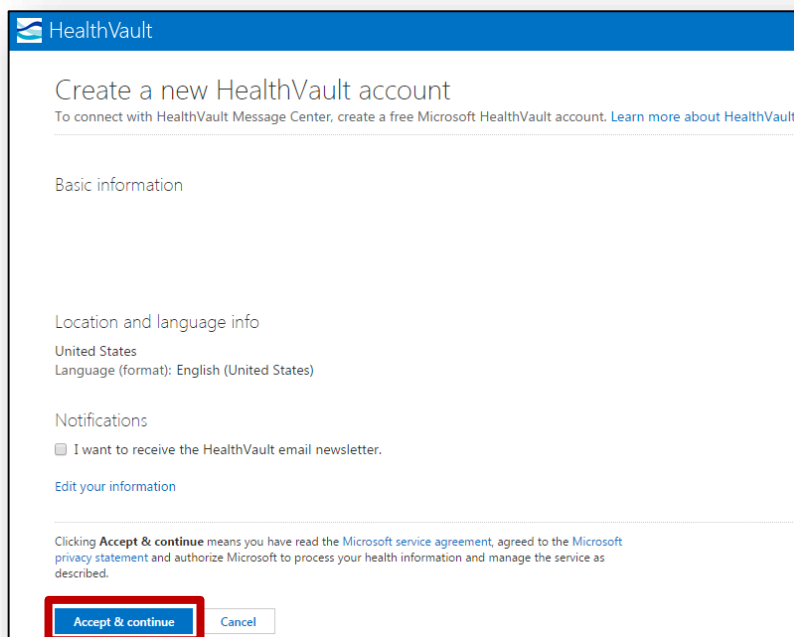 HealthVault
Create a new HealthVault account
To connect with HealthVault Message Center, create a free Microsoft HealthVault account. Learn more about HealthVault
Basic information
Location and language info
United States
Language (format): English (United States)
Notifications
I want to receive the HealthVault email newsletter.
Edit your information
Clicking Accept & continue means you have read the Microsoft service agreement, agreed to the Microsoft
privacy statement and authorize Microsoft to process your health information and manage the service as
described.
Accept & continue Cancel